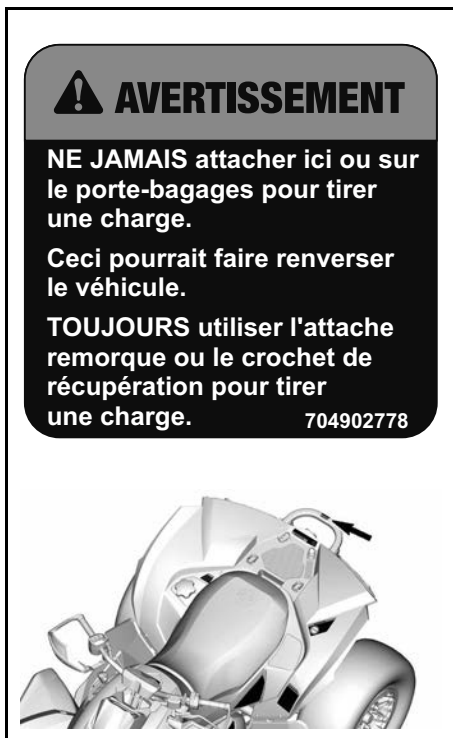 AVERTISSEMENT
NE JAMAIS attacher ici ou sur
le porte-bagages pour tirer
une charge.
Ceci pourrait faire renverser
le véhicule.
TOUJOURS utiliser l'attache
remorque ou le crochet de
récupération pour tirer
une charge. 704902778